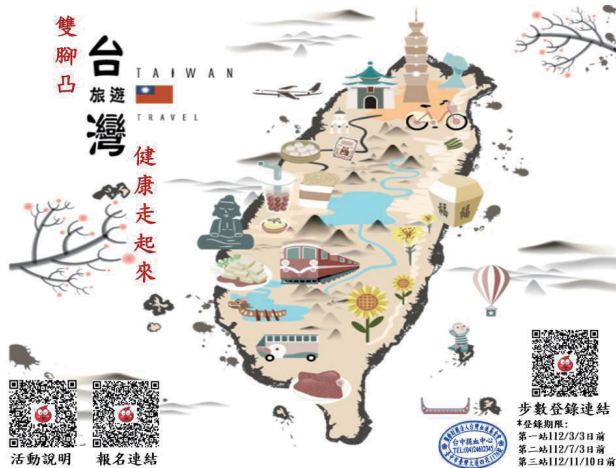 雙腳凸
台
旅遊
灣
TAIWAN
TRAVEL
健康走起來
福
福
活動說明
報名連結
台中捐血中心
步數登錄連結
*登錄期限:
第一站112/3/3日前
第二站112/7/3日前
第三站112/11/10日前